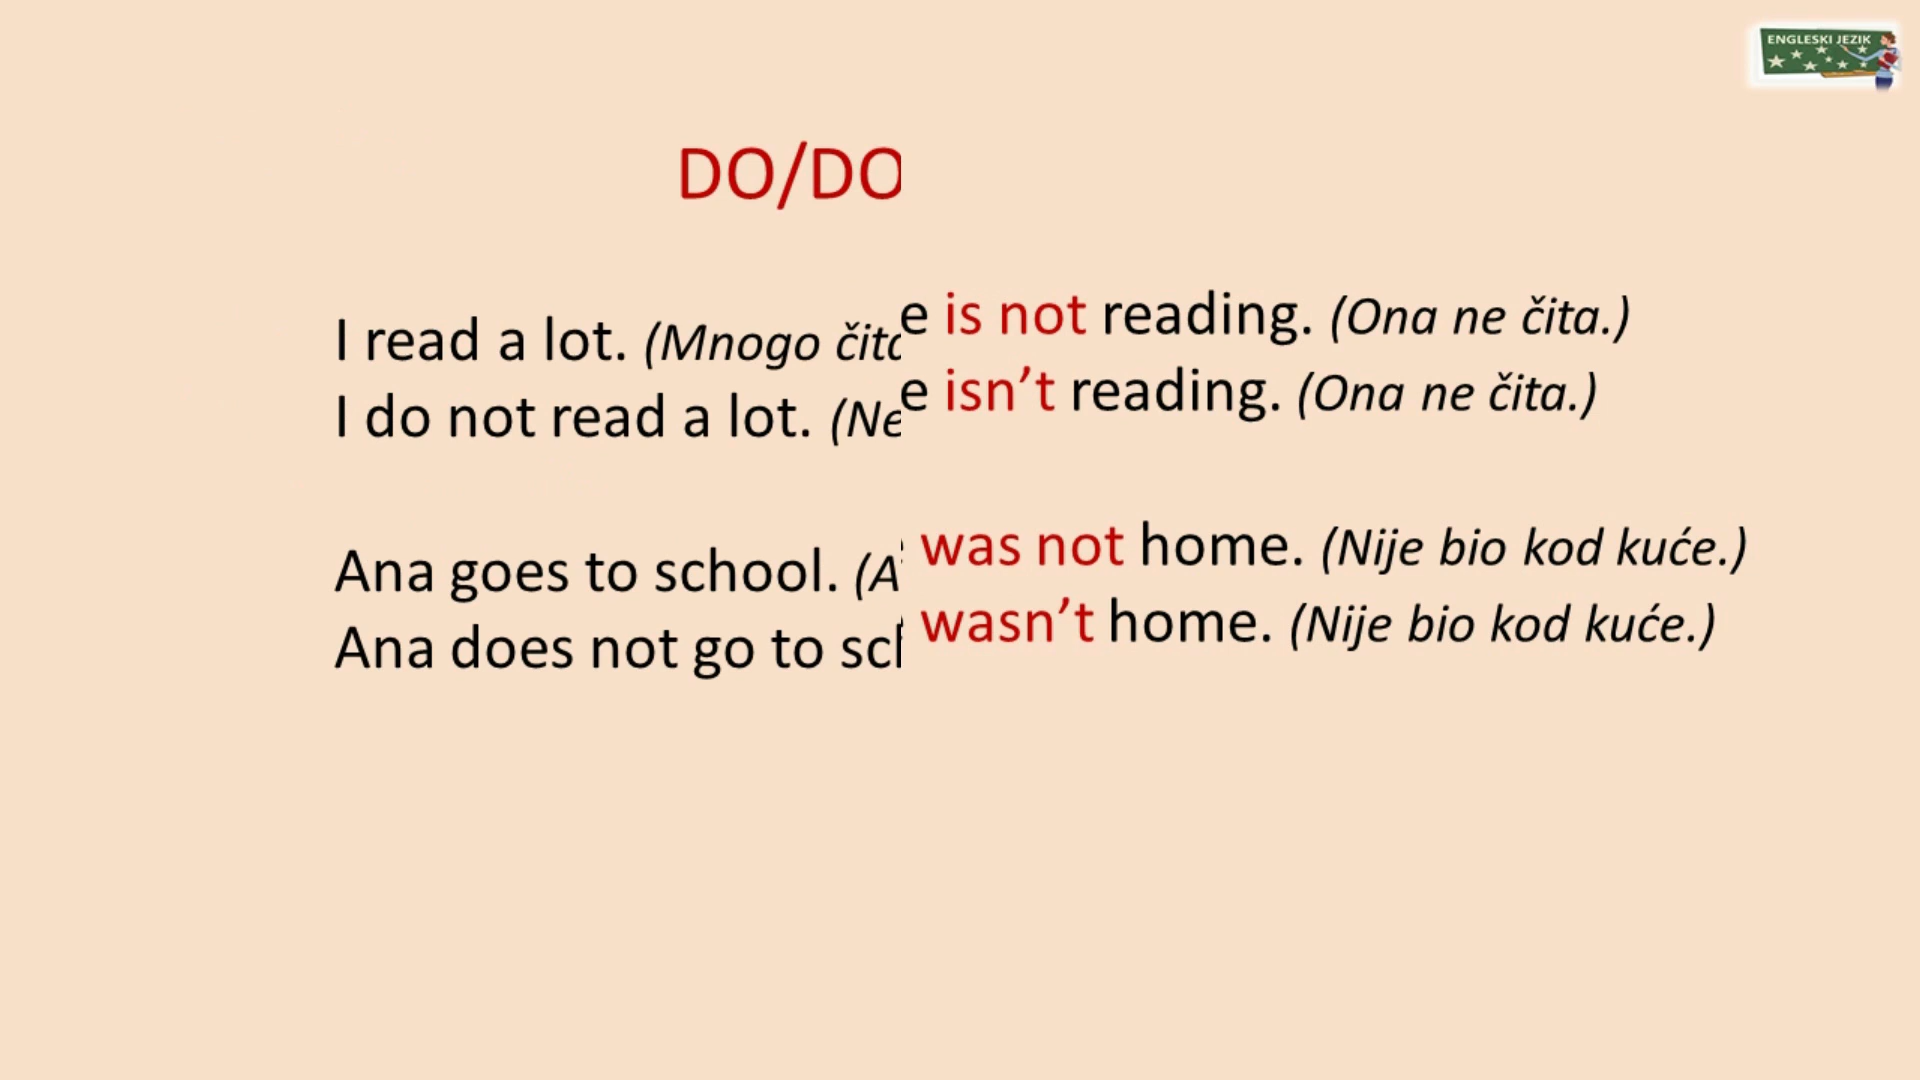 ENGLESKI JEZIK
DO/DO
I read a lot. (Mnogo
I do not read a lot. (Ne
Ana goes to school. (A
Ana does not go to
is not reading. (Ona ne čita.)
isn’t reading. (Ona ne čita.)
was not home. (Nije bio kod kuće.)
wasn’t home. (Nije bio kod kuće.)